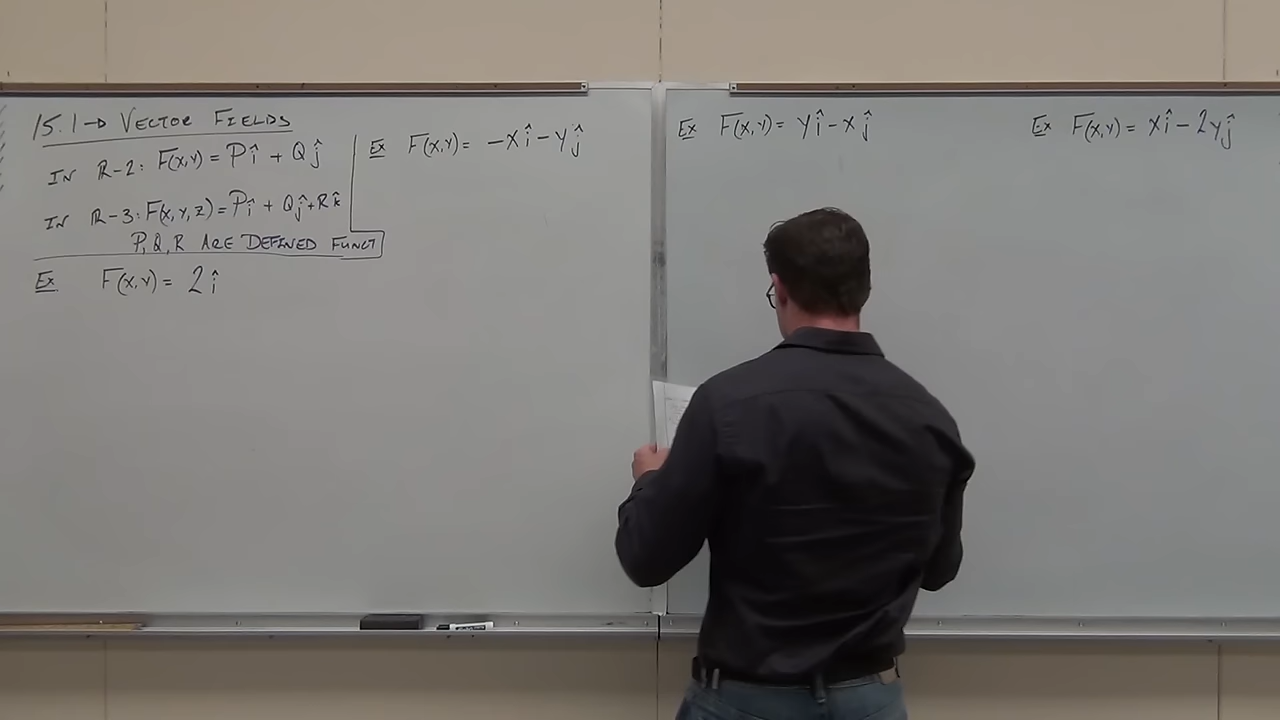 15.1→ VECTOR FIELDS
IN R-2: F(x,y) = Pî + Qĵ
IN R-3: F(x,y,z) = Pî + Qĵ + Rk̂
P, Q, R ARE DEFINED FUNCT
Ex F(x,y) = 2î
Ex F(x,y) = -xî - yĵ
Ex F(x,y) = yî - xĵ
Ex F(x,y) = xî - 2yĵ